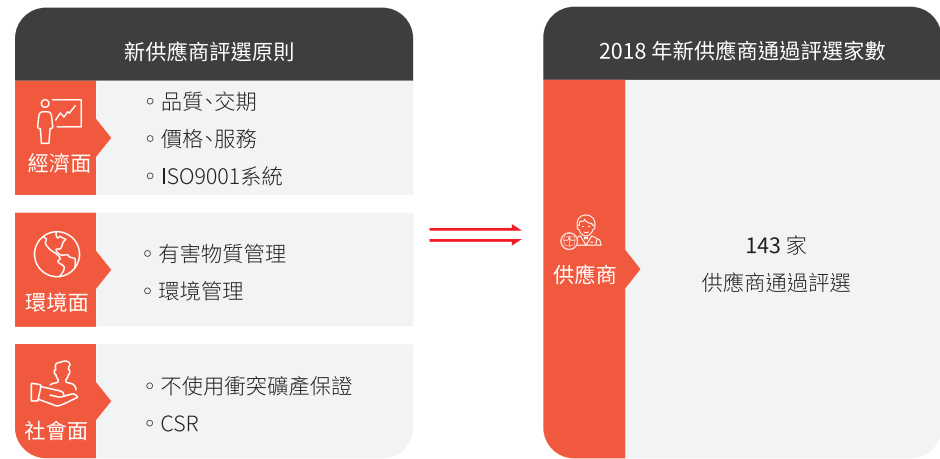 新供應商評選原則
經濟面
。品質、交期
。價格、服務
。ISO9001系統
環境面
。有害物質管理
。環境管理
社會面
。不使用衝突礦產保證
。CSR
2018 年新供應商通過評選家數
供應商
143 家
供應商通過評選